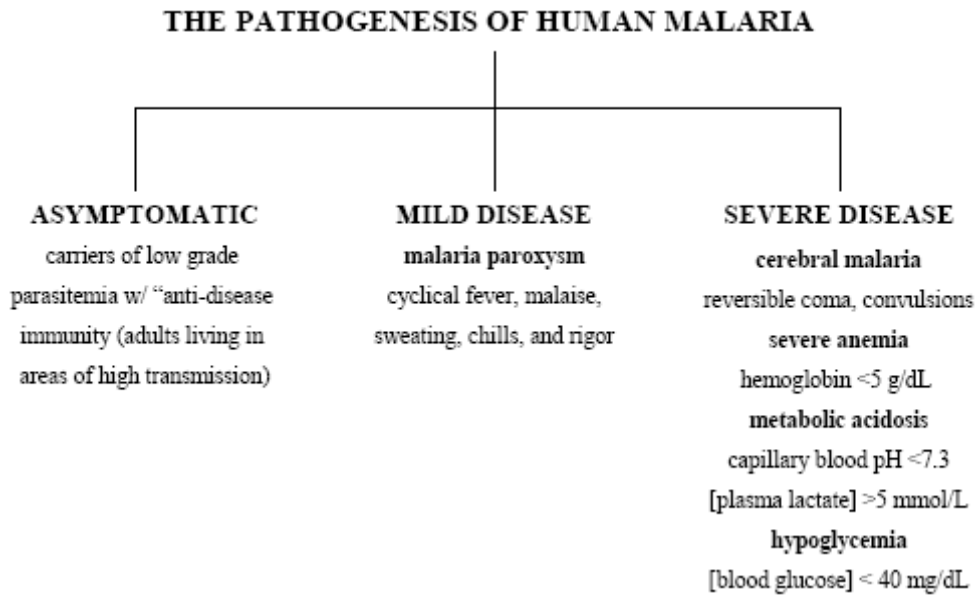 THE PATHOGENESIS OF HUMAN MALARIA
ASYMPTOMATIC
carriers of low grade
parasitemia w/ “anti-disease
immunity (adults living in
areas of high transmission)
MILD DISEASE
malaria paroxysm
cyclical fever, malaise,
sweating, chills, and rigor
SEVERE DISEASE
cerebral malaria
reversible coma, convulsions
severe anemia
hemoglobin <5 g/dL
metabolic acidosis
capillary blood pH <7.3
[plasma lactate] >5 mmol/L
hypoglycemia
[blood glucose] < 40 mg/dL